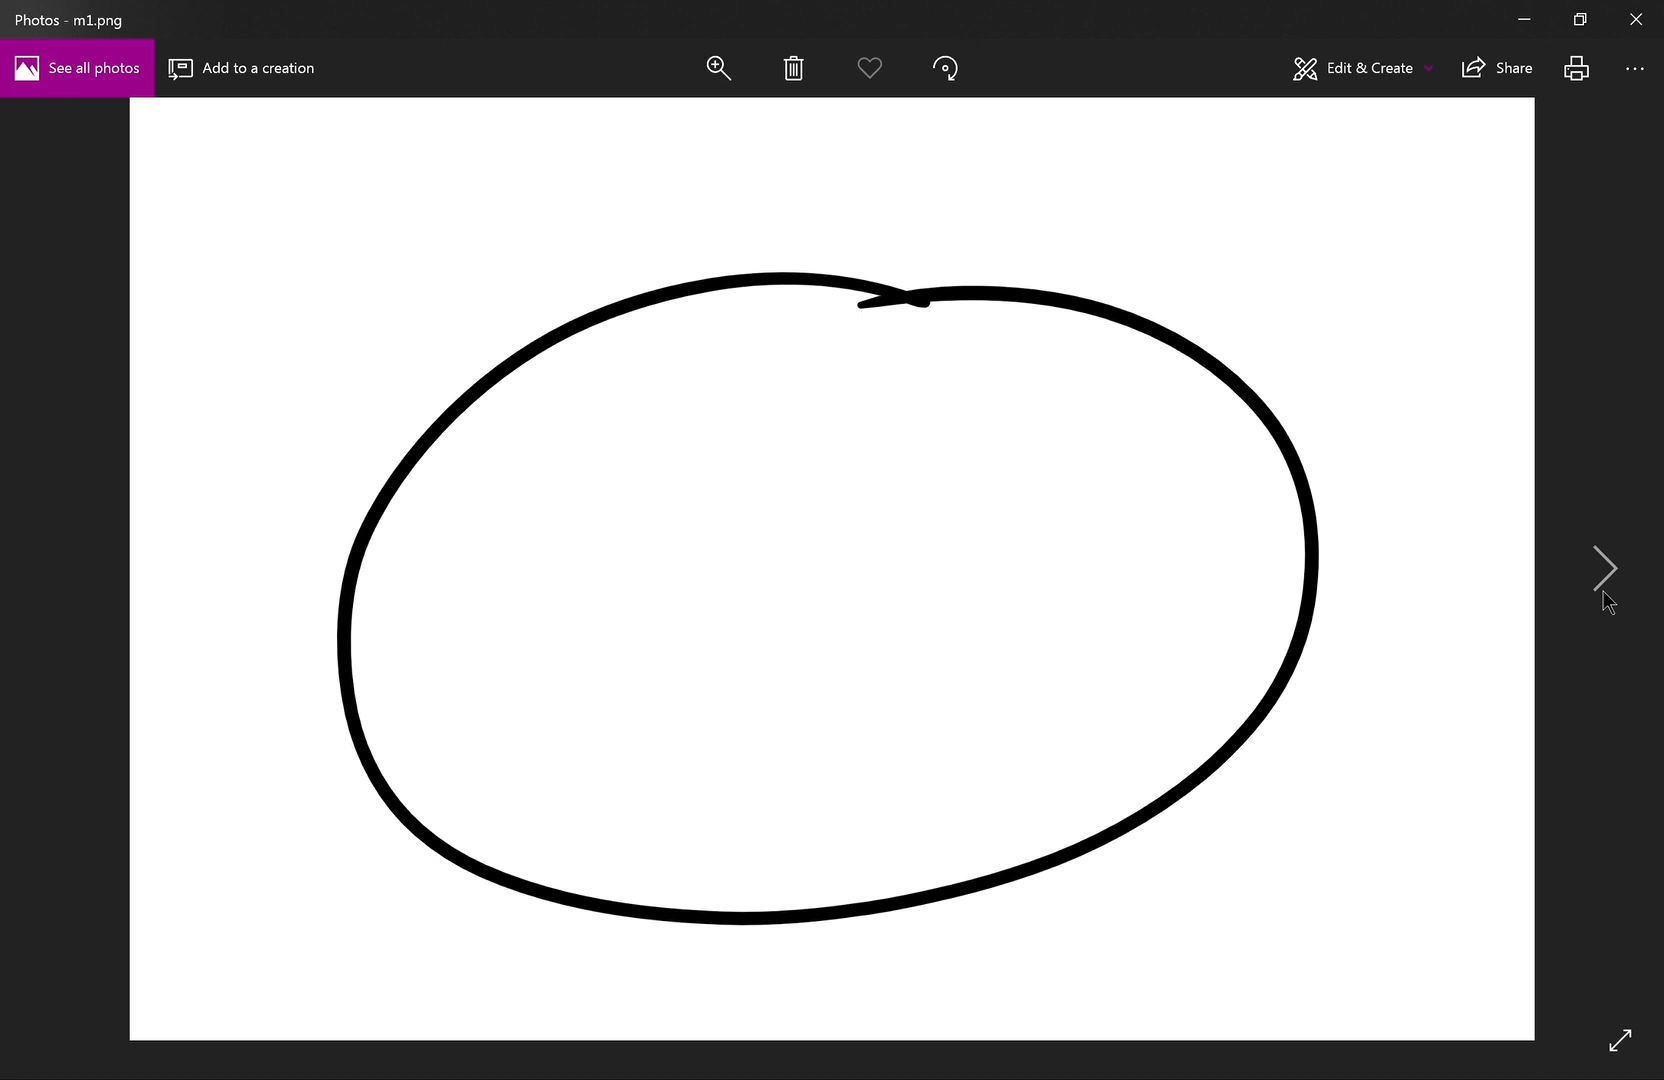 Photos - m1.png
See all photos
Add to a creation
Edit & Create
Share